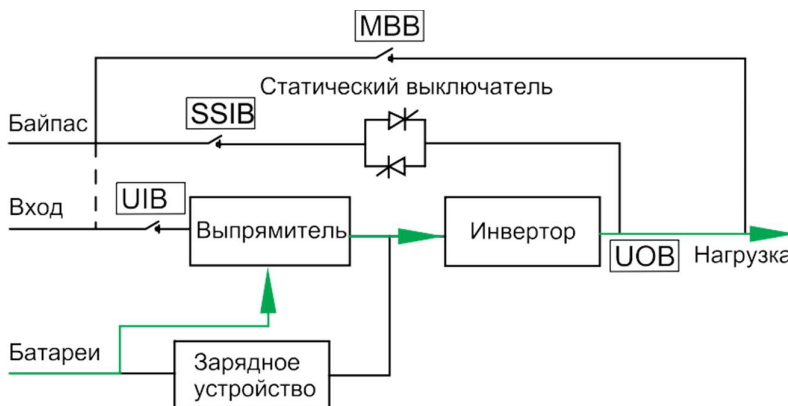 MBB
Статический выключатель
SSIB
Байпас
UIB
Вход
Выпрямитель
Инвертор
UOB
Нагрузка
Батареи
Зарядное
устройство